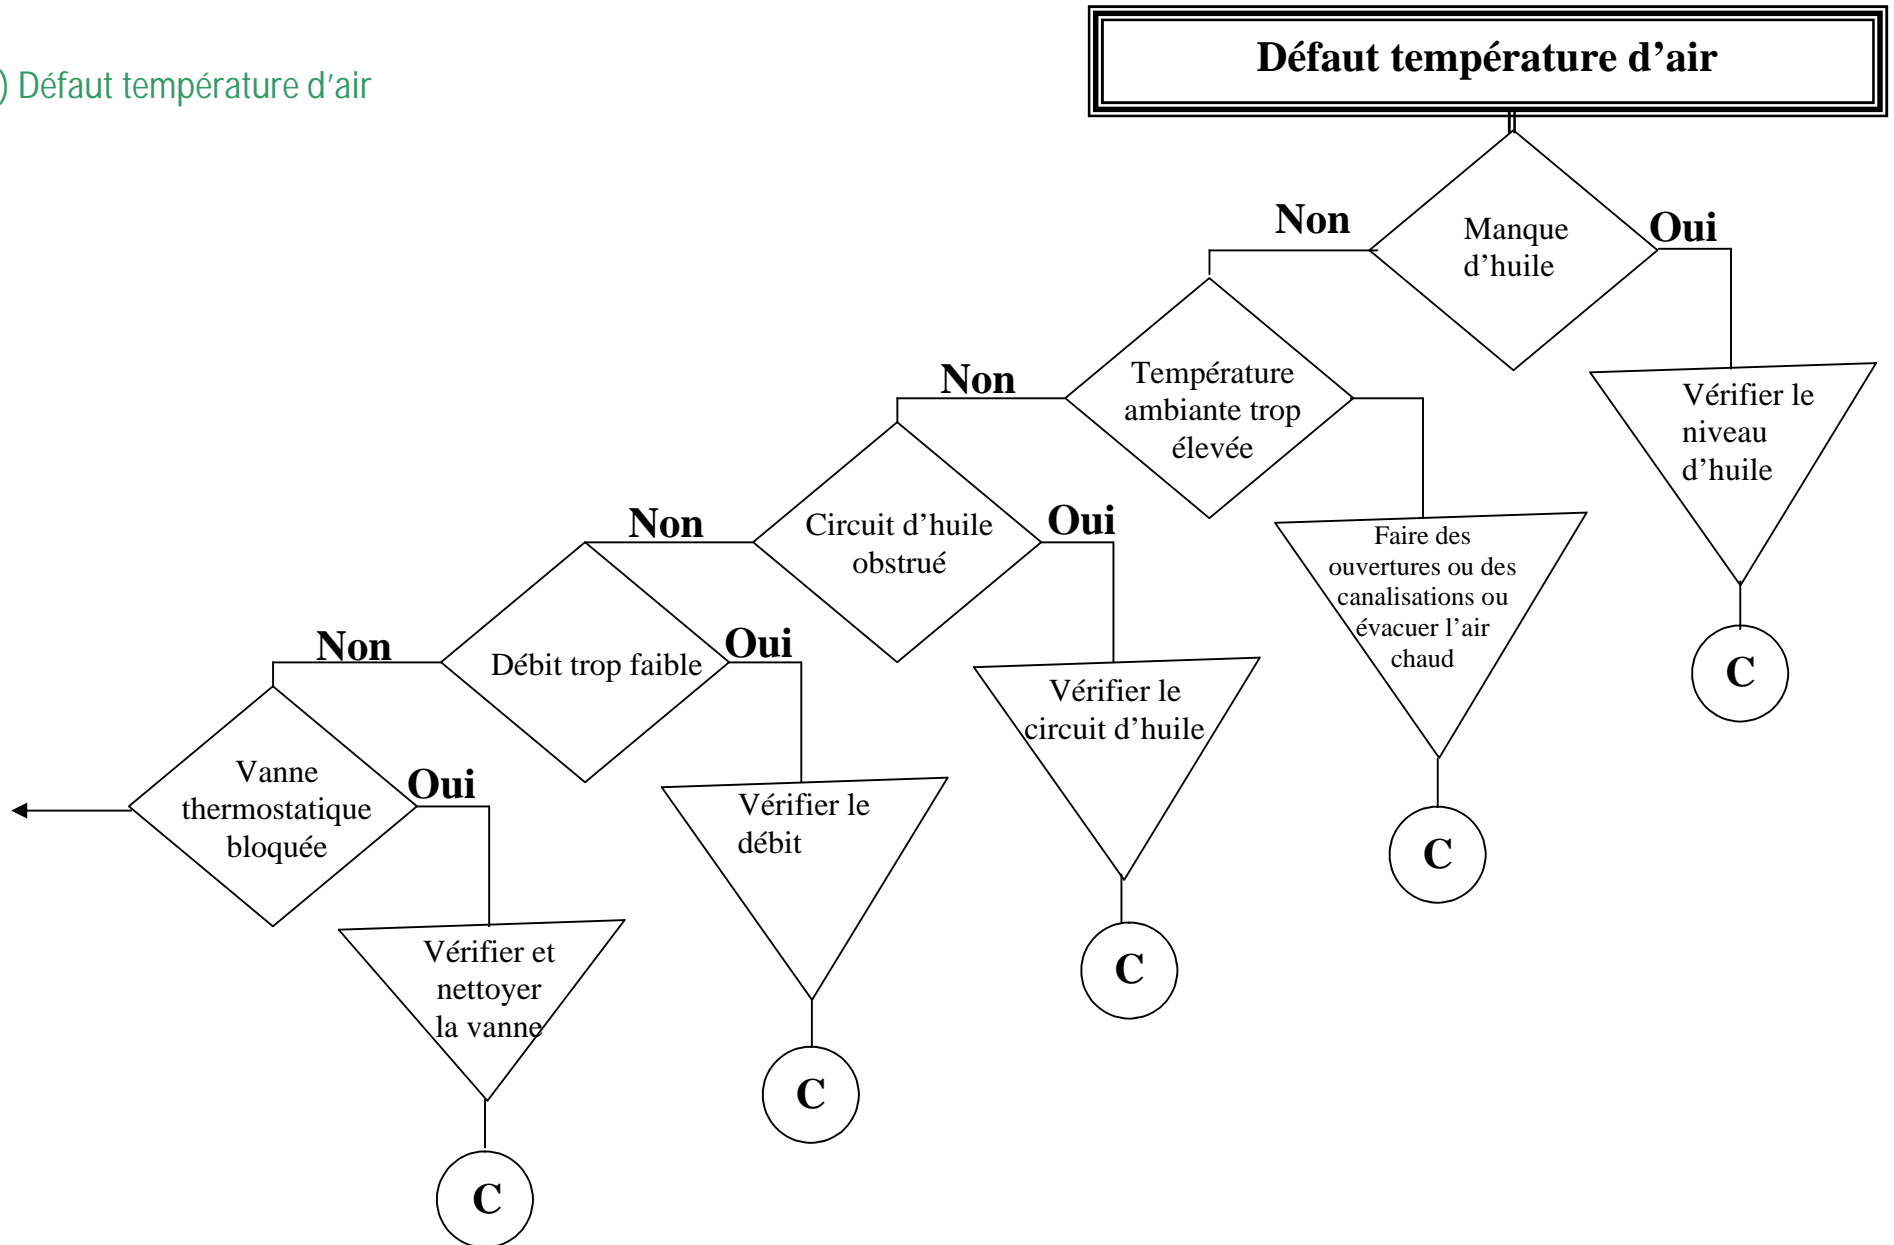 ) Défaut température d'air
Défaut température d'air
Non
Manque
d'huile
Oui
Non
Température
ambiante trop
élevée
Vérifier le
niveau
d'huile
C
Non
Circuit d'huile
obstrué
Oui
Faire des
ouvertures ou des
canalisations ou
évacuer l'air
chaud
C
Non
Débit trop faible
Oui
Vérifier le
circuit d'huile
C
Vanne
thermostatique
bloquée
Oui
Vérifier le
débit
C
Vérifier et
nettoyer
la vanne
C